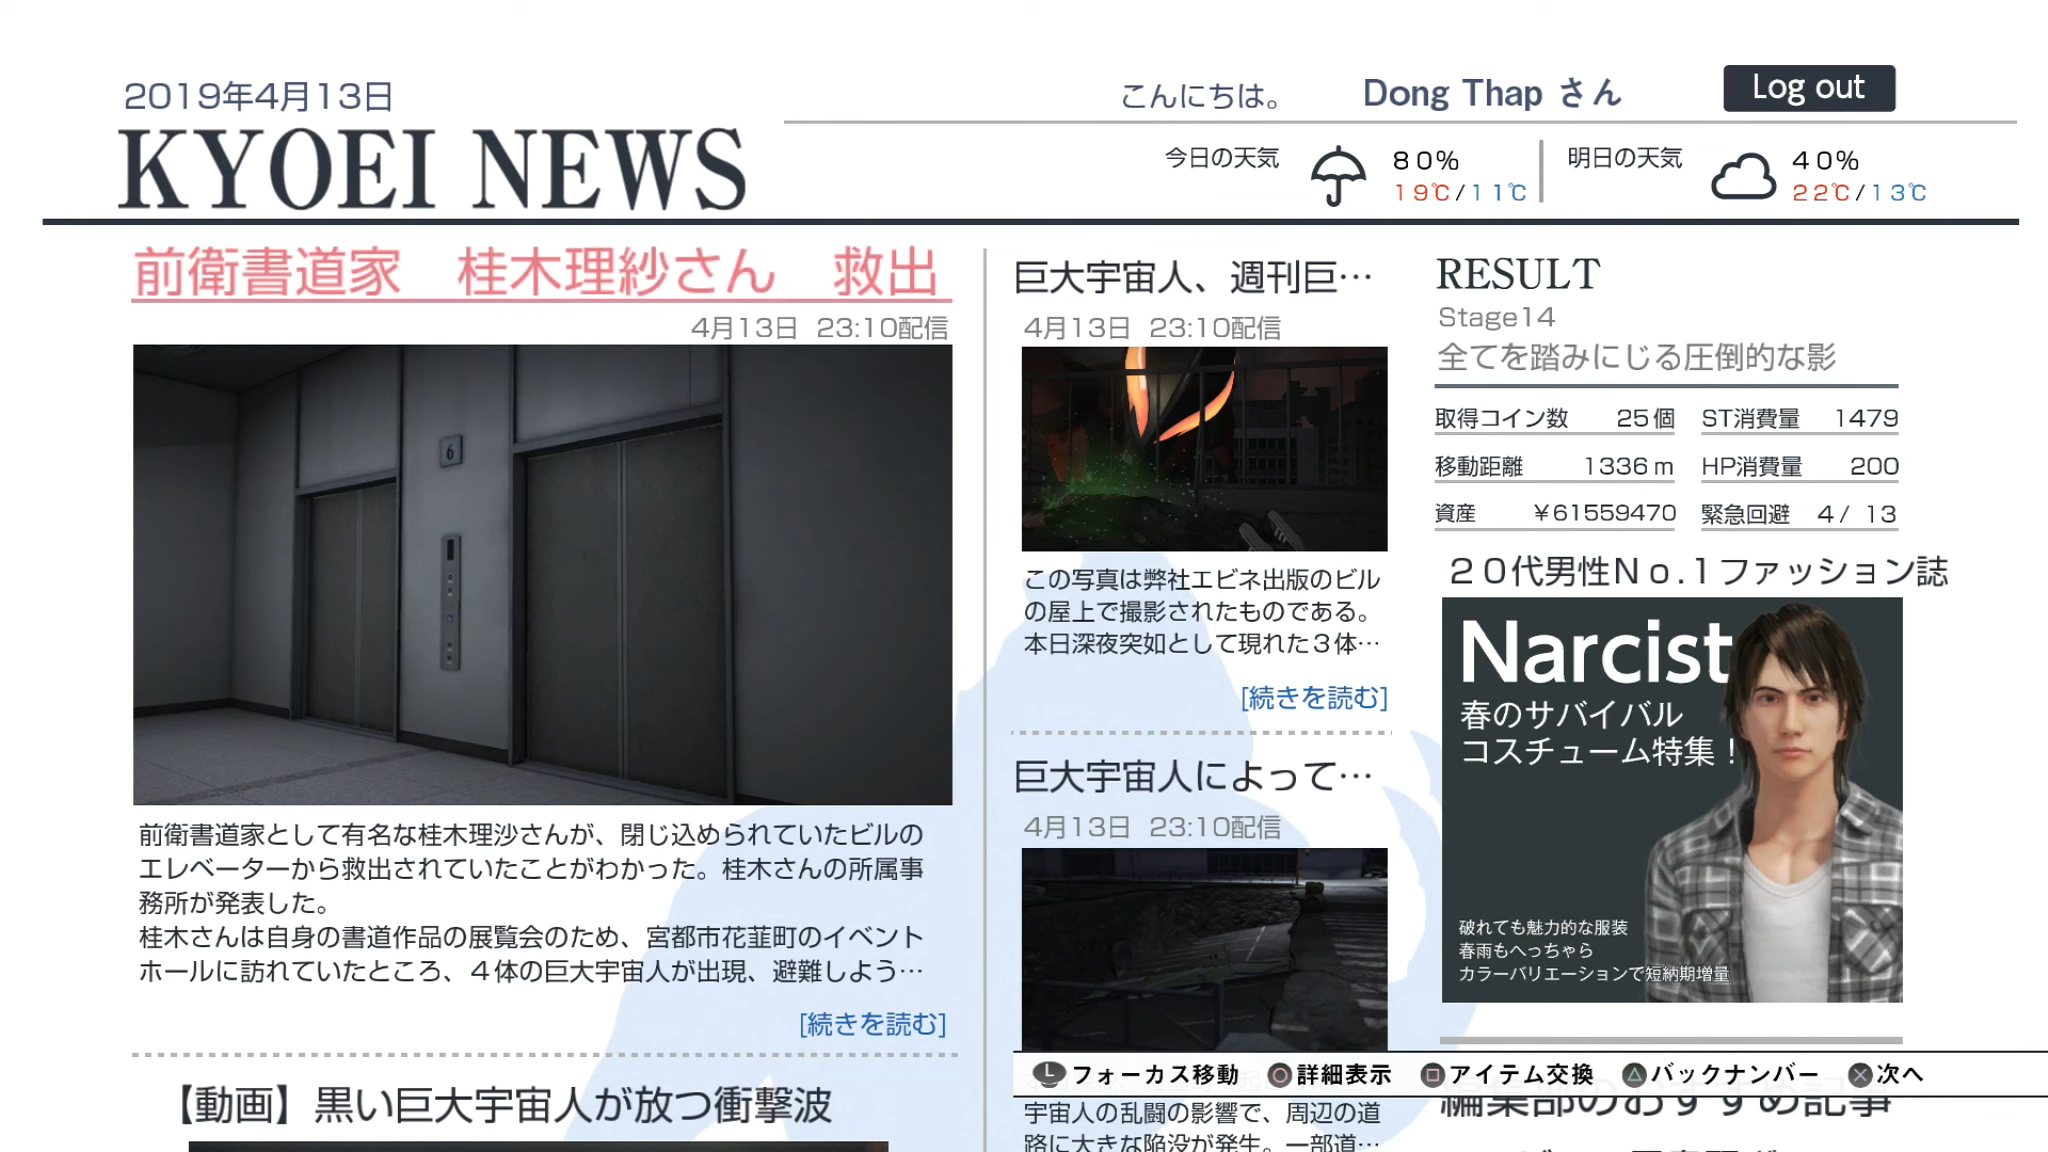 2019年4月13日
こんにちは。 Dong Thap さん Log out
KYOEI NEWS
今日の天気 80% 19℃/11℃
明日の天気 40% 22℃/13℃
前衛書道家 桂木理紗さん 救出
4月13日 23:10配信
6
前衛書道家として有名な桂木理沙さんが、閉じ込められていたビルの
エレベーターから救出されていたことがわかった。桂木さんの所属事
務所が発表した。
桂木さんは自身の書道作品の展覧会のため、宮都市花韮町のイベント
ホールに訪れていたところ、４体の巨大宇宙人が出現、避難しよう…
[続きを読む]
【動画】黒い巨大宇宙人が放つ衝撃波
巨大宇宙人、週刊巨…
4月13日 23:10配信
この写真は弊社エビネ出版のビル
の屋上で撮影されたものである。
本日深夜突如として現れた３体…
[続きを読む]
巨大宇宙人によって…
4月13日 23:10配信
宇宙人の乱闘の影響で、周辺の道
路に大きな陥没が発生。一部道…
RESULT
Stage14
全てを踏みにじる圧倒的な影
取得コイン数 25個 ST消費量 1479
移動距離 1336m HP消費量 200
資産 ￥61559470 緊急回避 4/ 13
２０代男性Ｎｏ.１ファッション誌
Narcist
春のサバイバル
コスチューム特集！
破れても魅力的な服装
春雨もへっちゃら
カラーバリエーションで短納期増量
L フォーカス移動 詳細表示 アイテム交換 バックナンバー 次へ
編集部のおすすめ記事